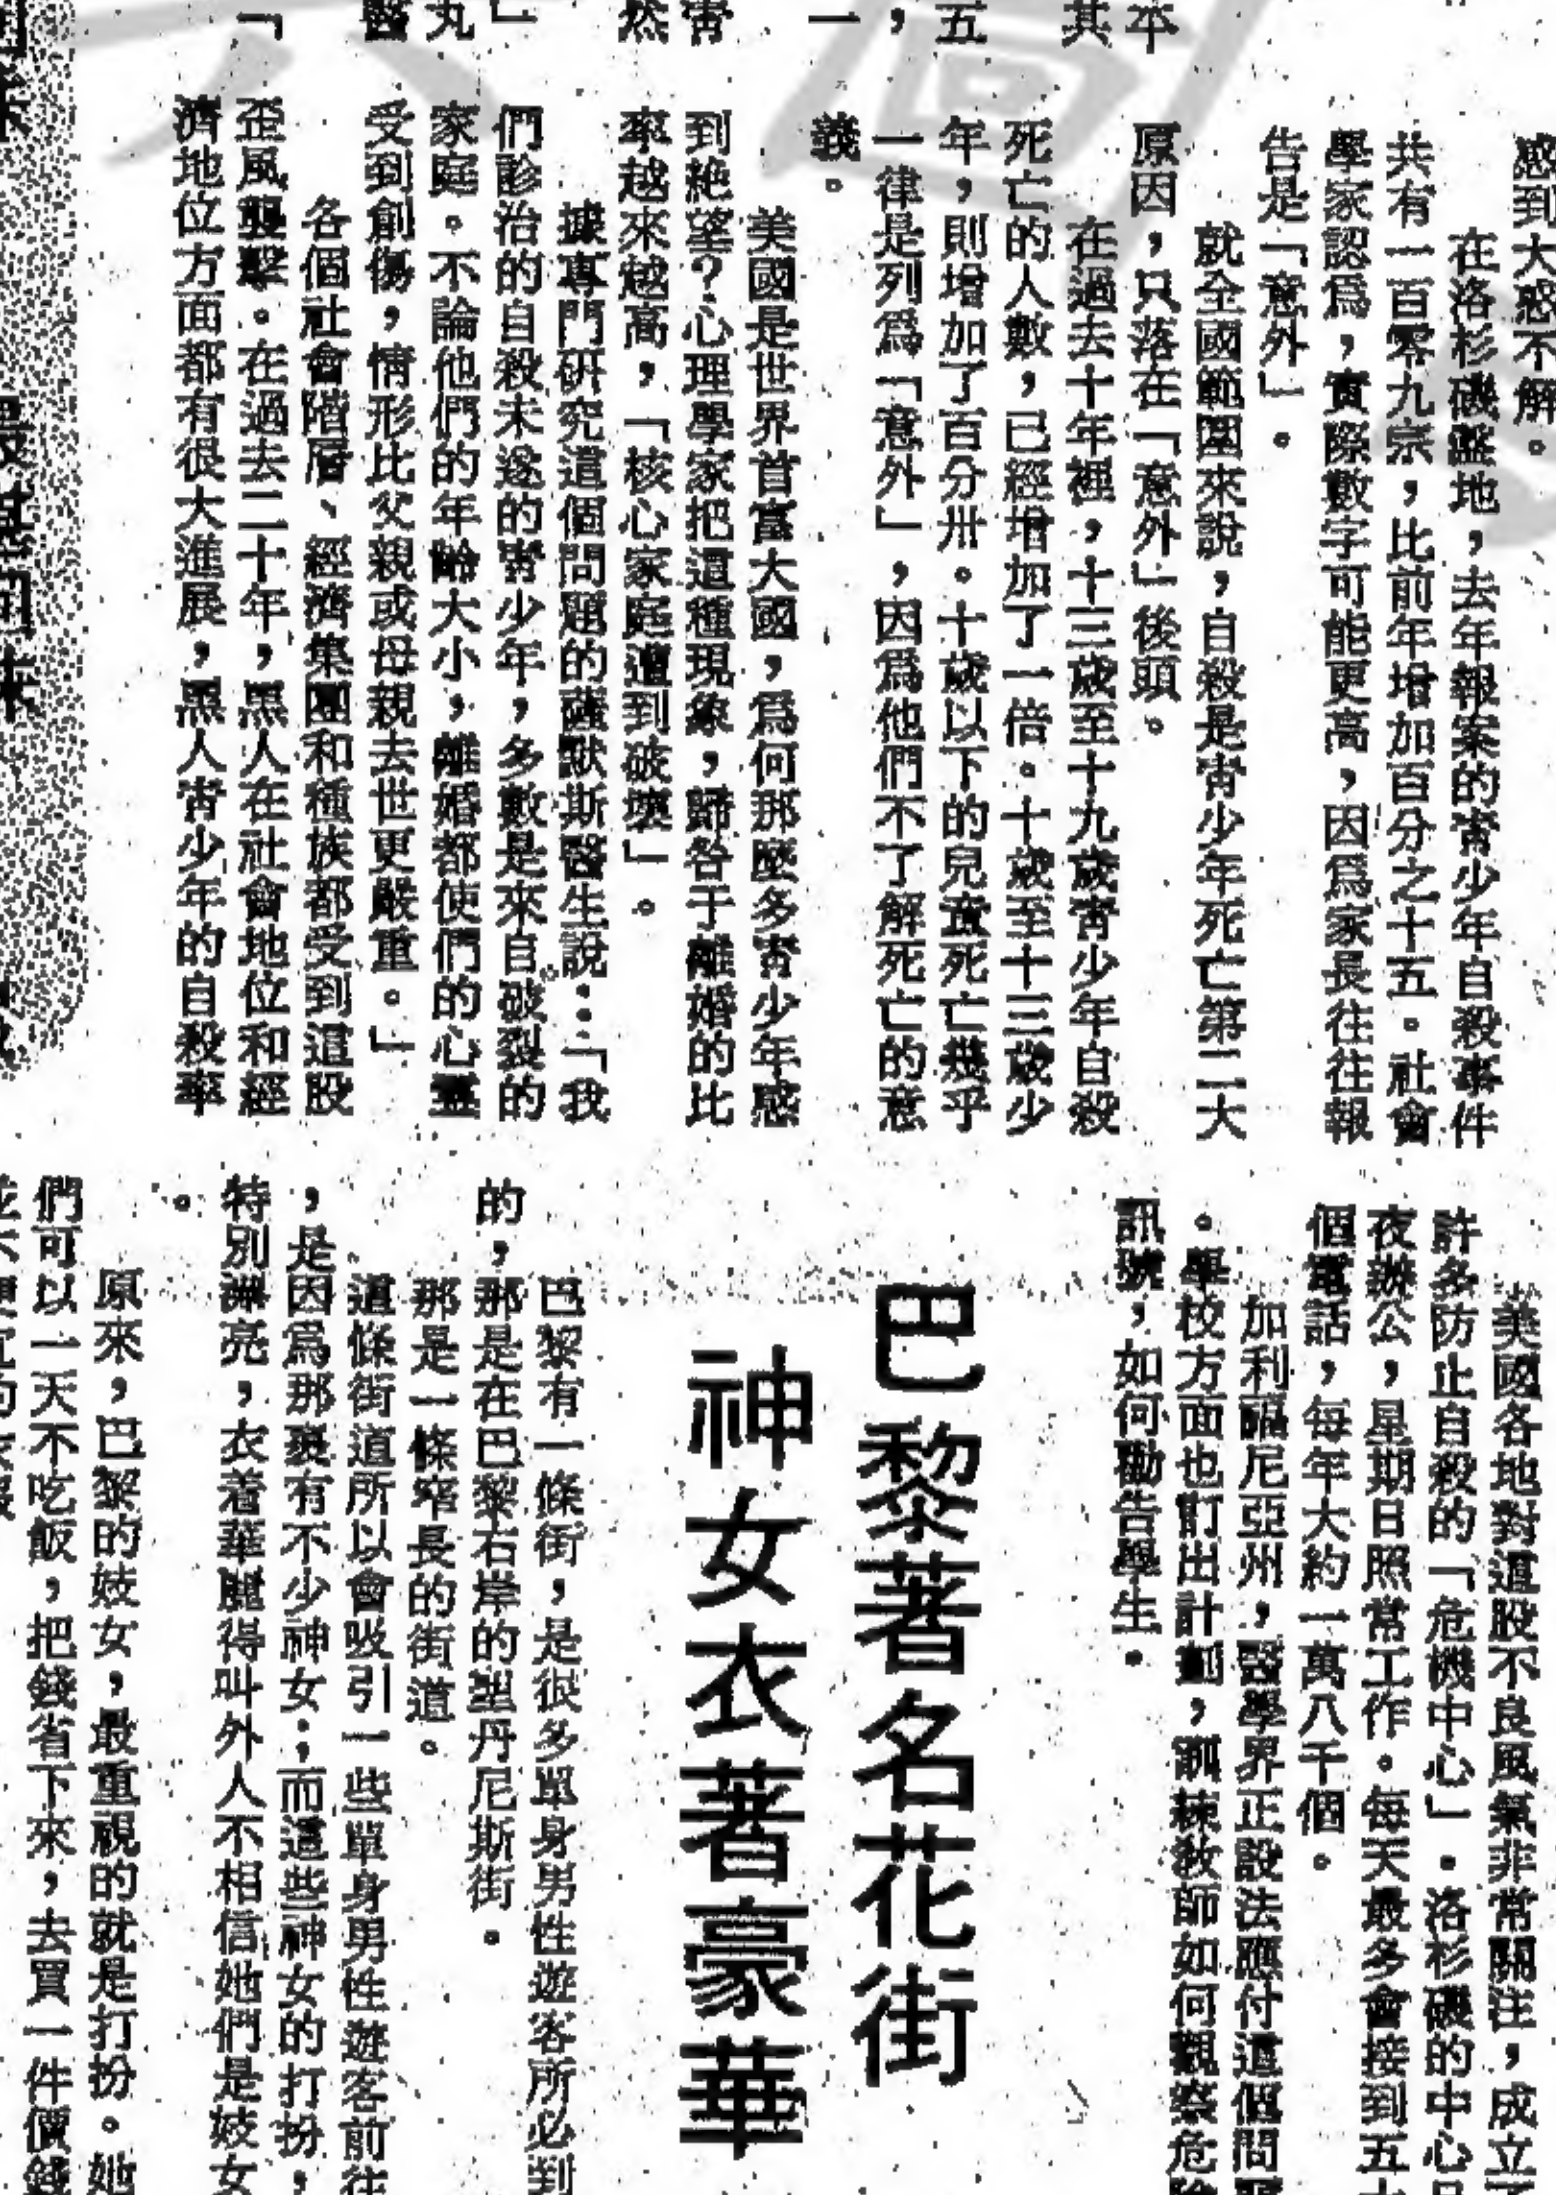 感到大惑不解。
在洛杉磯盤地，去年報案的青少年自殺事件
共有一百零九宗，比前年增加百分之十五。社會
學家認爲，實際數字可能更高，因爲家長往往報
告是「意外」。
就全國範圍來說，自殺是青少年死亡第二大
原因，只落在「意外」後頭。
在過去十年裡，十三歲至十九歲青少年自殺
死亡的人數，已經增加了一倍。十歲至十三歲少
年，則增加了百分卅。十歲以下的兒童死亡幾乎
一律是列爲「意外」，因爲他們不了解死亡的意
義。
美國是世界首富大國，爲何那麼多青少年感
到絕望？心理學家把這種現象，歸咎于離婚的比
率越來越高，「核心家庭遭到破壞」。
據專門研究這個問題的薩默斯醫生說：「我
們診治的自殺未遂的青少年，多數是來自破裂的
家庭。不論他們的年齡大小，離婚都使們的心靈
受到創傷，情形比父親或母親去世更嚴重。」
各個社會階層、經濟集團和種族都受到這股
歪風襲擊。在過去二十年，黑人在社會地位和經
濟地位方面都有很大進展，黑人青少年的自殺率
美國各地對這股不良風氣非常關注，成立了
許多防止自殺的「危機中心」。洛杉磯的中心日
夜辦公，星期日照常工作。每天最多會接到五十
個電話，每年大約一萬八千個。
加利福尼亞州，醫學界正設法應付這個問題
。學校方面也訂出計劃，訓練教師如何觀察危險
訊號，如何勸告學生。
巴黎著名花街
神女衣著豪華
巴黎有一條街，是很多單身男性遊客所必到
的，那是在巴黎右岸的聖丹尼斯街。
那是一條窄長的街道。
這條街道所以會吸引一些單身男性遊客前往
，是因爲那裏有不少神女；而這些神女的打扮，
特別漂亮，衣着華麗得叫外人不相信她們是妓女
。
原來，巴黎的妓女，最重視的就是打扮。她
們可以一天不吃飯，把錢省下來，去買一件價錢